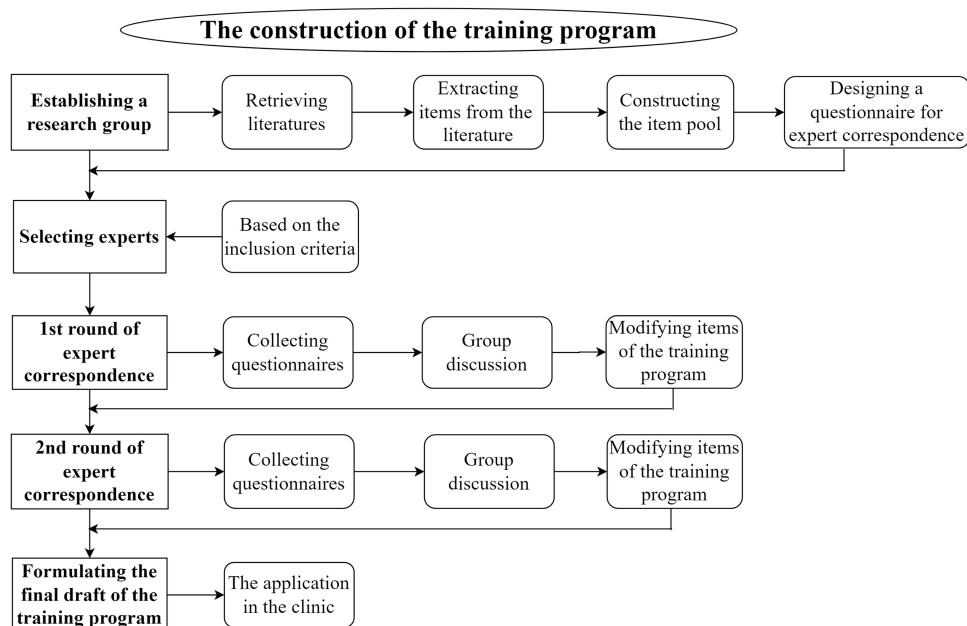 The construction of the training program
Establishing a
research group
Retrieving
literatures
Extracting
items from the
literature
Constructing
the item pool
Designing a
questionnaire for
expert correspondence
Selecting experts
Based on the
inclusion criteria
1st round of
expert
correspondence
Collecting
questionnaires
Group
discussion
Modifying items
of the training
program
2nd round of
expert
correspondence
Collecting
questionnaires
Group
discussion
Modifying items
of the training
program
Formulating the
final draft of the
training program
The application
in the clinic